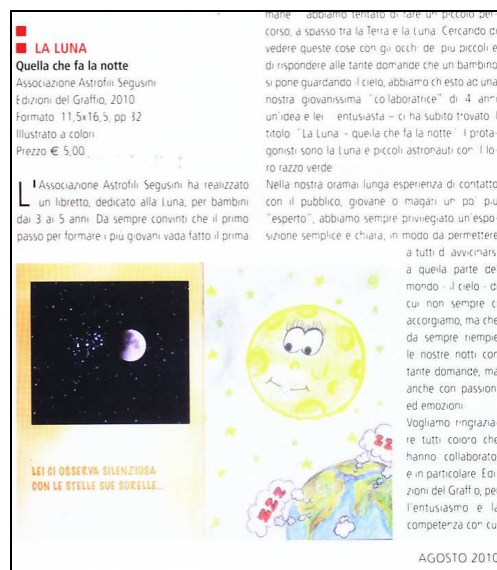 LA LUNA
Quella che fa la notte
Associazione Astrofili Segusini
Edizioni del Graffio, 2010
Formato 11,5x16,5, pp 32
Illustrato a colori
Prezzo € 5,00
L'Associazione Astrofili Segusini ha realizzato
un libretto, dedicato alla Luna, per bambini
dai 3 ai 5 anni. Da sempre convinti che il primo
passo per formare i più giovani vada fatto il prima
abbiamo tentato di fare un piccolo per-
corso, a spasso tra la Terra e la Luna. Cercando di
vedere queste cose con gli occhi dei più piccoli e
di rispondere alle tante domande che un bambino
si pone guardando il cielo, abbiamo chiesto ad una
nostra giovanissima "collaboratrice" di 4 anni
un'idea e lei - entusiasta – ci ha subito trovato il
titolo "La Luna - quella che fa la notte" I prota-
gonisti sono la Luna e piccoli astronauti con il lo-
ro razzo verde
Nella nostra oramai lunga esperienza di contatto
con il pubblico, giovane o magari un po' più
"esperto", abbiamo sempre privilegiato un'espo-
sizione semplice e chiara, in modo da permettere
a tutti di avvicinarsi
a quella parte del
mondo - il cielo - di
cui non sempre ci
accorgiamo, ma che
da sempre riempie
le nostre notti con
tante domande, ma
anche con passioni
ed emozioni
Vogliamo ringrazia-
re tutti coloro che
hanno collaborato
e in particolare Edi-
zioni del Graffio, per
l'entusiasmo e la
competenza con cui
LEI CI OSSERVA SILENZIOSA
CON LE STELLE SUE SORELLE...
ZZ
ZZZ
ZZZ
AGOSTO 2010